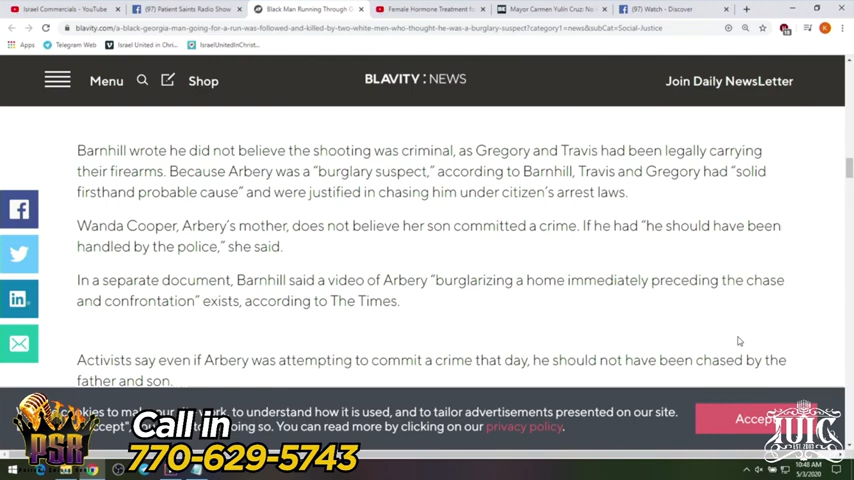 Israel Commercials - YouTube
(97) Patient Saints Radio Show
Black Man Running Through G
Female Hormone Treatment f
Mayor Carmen Yulín Cruz: No
(97) Watch - Discover
blavity.com/a-black-georgia-man-going-for-a-run-was-followed-and-killed-by-two-white-men-who-thought-he-was-a-burglary-suspect?category1=news&subCat=Social-Justice
Apps
Telegram Web
Israel United in Chri...
IsraelUnitedInChrist...
Menu
Shop
BLAVITY : NEWS
Join Daily NewsLetter
Barnhill wrote he did not believe the shooting was criminal, as Gregory and Travis had been legally carrying
their firearms. Because Arbery was a “burglary suspect,” according to Barnhill, Travis and Gregory had “solid
firsthand probable cause” and were justified in chasing him under citizen’s arrest laws.
Wanda Cooper, Arbery’s mother, does not believe her son committed a crime. If he had “he should have been
handled by the police,” she said.
In a separate document, Barnhill said a video of Arbery “burglarizing a home immediately preceding the chase
and confrontation” exists, according to The Times.
Activists say even if Arbery was attempting to commit a crime that day, he should not have been chased by the
father and son.
cookies to make our work, to understand how it is used, and to tailor advertisements presented on our site.
doing so. You can read more by clicking on our privacy policy.
Accept
PSR
Call in
770-629-5743
IUIC
EST 2003
10:48 AM
5/3/2020